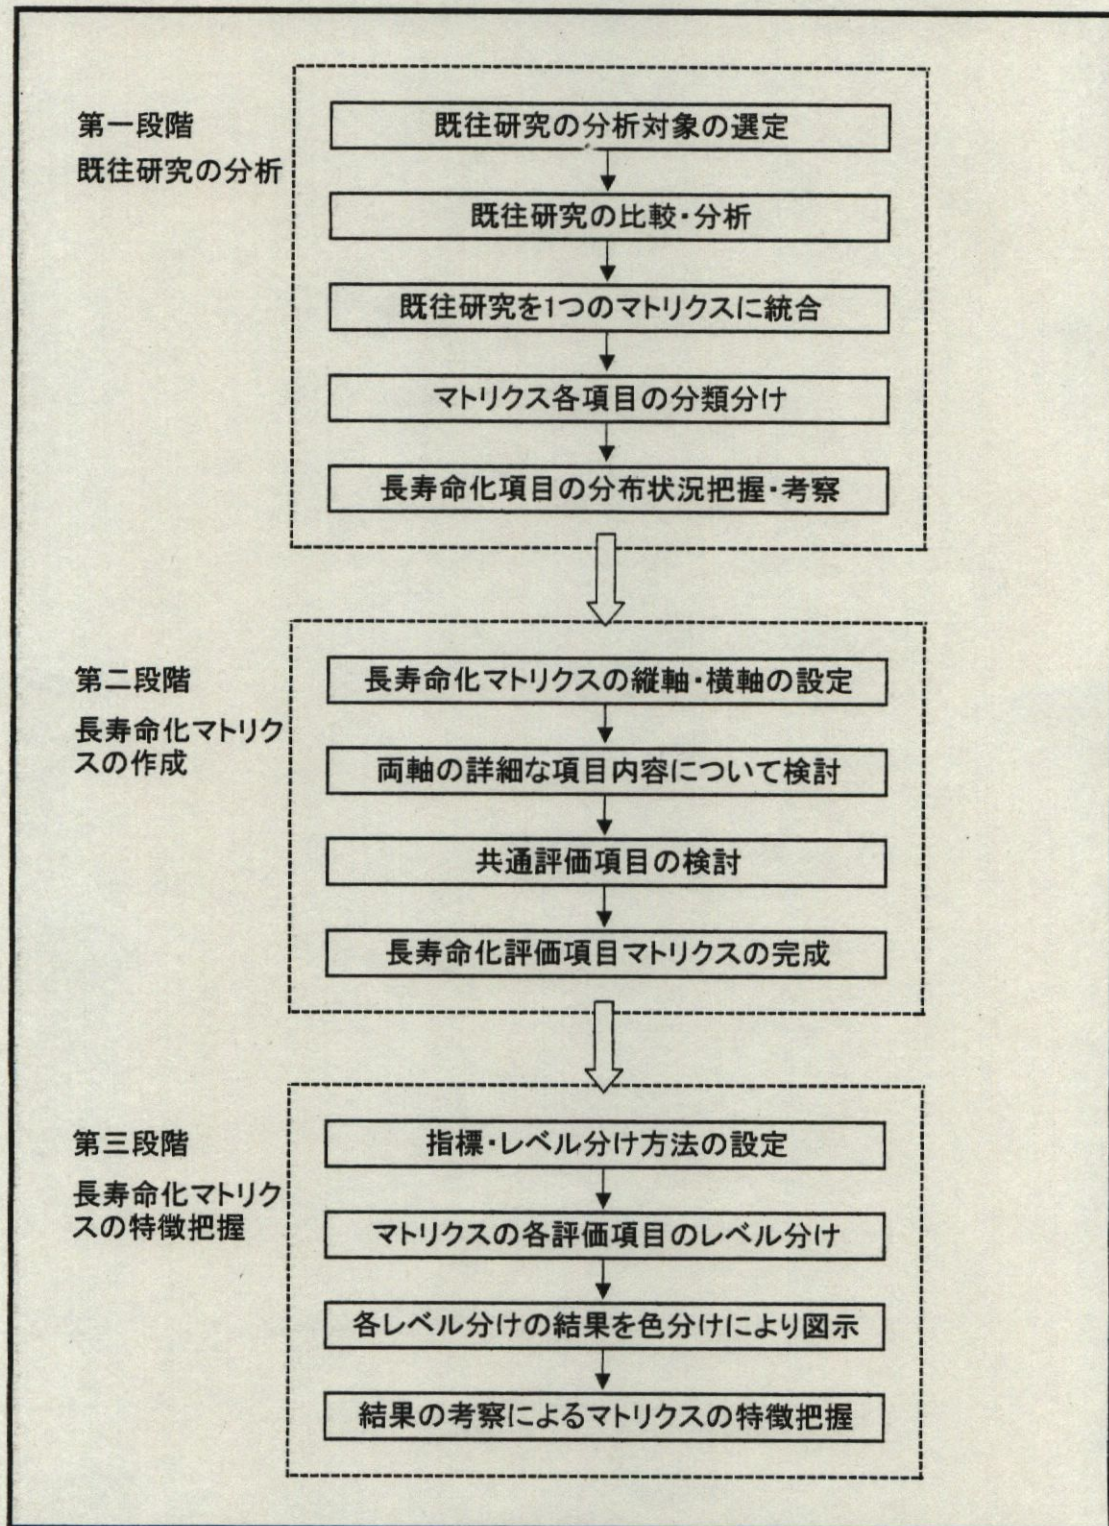 第一段階
既往研究の分析
既往研究の分析対象の選定
既往研究の比較・分析
既往研究を1つのマトリクスに統合
マトリクス各項目の分類分け
長寿命化項目の分布状況把握・考察
第二段階
長寿命化マトリク
スの作成
長寿命化マトリクスの縦軸・横軸の設定
両軸の詳細な項目内容について検討
共通評価項目の検討
長寿命化評価項目マトリクスの完成
第三段階
長寿命化マトリク
スの特徴把握
指標・レベル分け方法の設定
マトリクスの各評価項目のレベル分け
各レベル分けの結果を色分けにより図示
結果の考察によるマトリクスの特徴把握